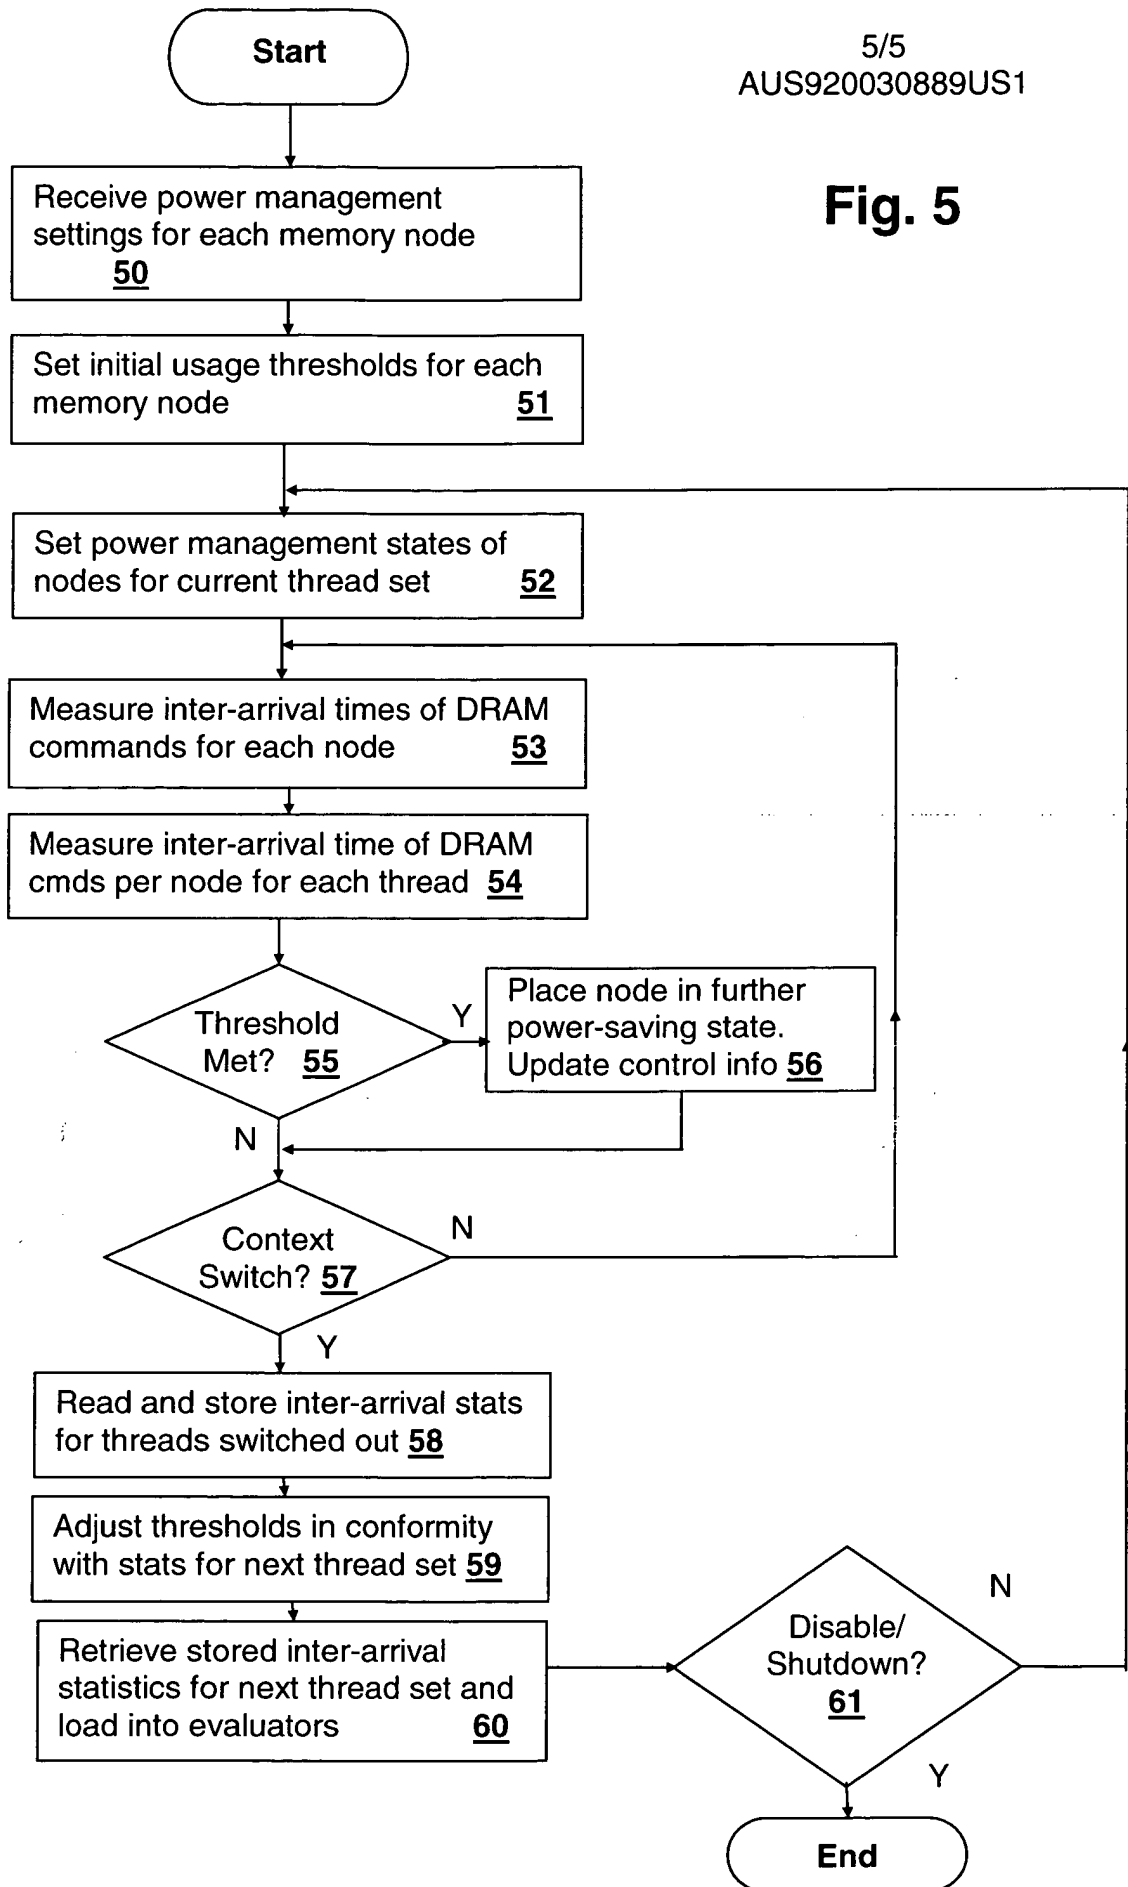 Start
5/5
AUS920030889US1
Fig. 5
Receive power management
settings for each memory node
50
Set initial usage thresholds for each
memory node 51
Set power management states of
nodes for current thread set 52
Measure inter-arrival times of DRAM
commands for each node 53
Measure inter-arrival time of DRAM
cmds per node for each thread 54
Threshold
Met? 55
Y
Place node in further
power-saving state.
Update control info 56
N
Context
Switch? 57
N
Y
Read and store inter-arrival stats
for threads switched out 58
Adjust thresholds in conformity
with stats for next thread set 59
Retrieve stored inter-arrival
statistics for next thread set and
load into evaluators 60
Disable/
Shutdown?
61
N
Y
End